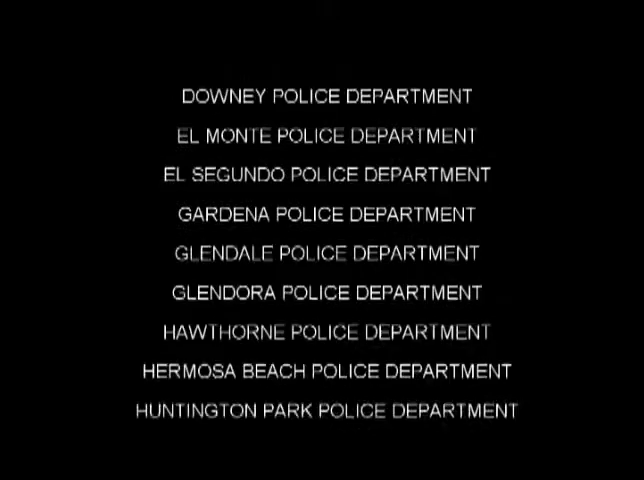 DOWNEY POLICE DEPARTMENT
EL MONTE POLICE DEPARTMENT
EL SEGUNDO POLICE DEPARTMENT
GARDENA POLICE DEPARTMENT
GLENDALE POLICE DEPARTMENT
GLENDORA POLICE DEPARTMENT
HAWTHORNE POLICE DEPARTMENT
HERMOSA BEACH POLICE DEPARTMENT
HUNTINGTON PARK POLICE DEPARTMENT